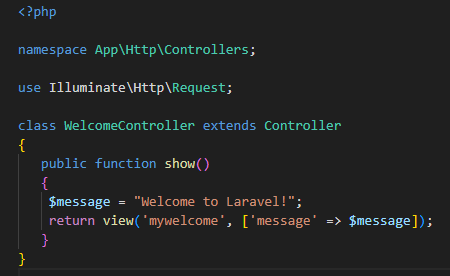 <?php
namespace App\Http\Controllers;
use Illuminate\Http\Request;
class WelcomeController extends Controller
{
public function show()
{
$message = "Welcome to Laravel!";
return view('mywelcome', ['message' => $message]);
}
}